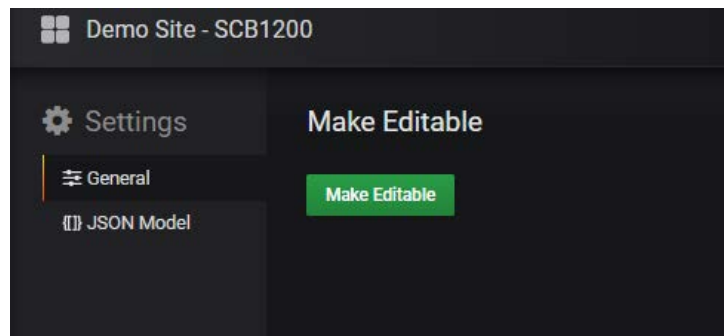 Demo Site - SCB1200
Settings
Make Editable
General
Make Editable
JSON Model